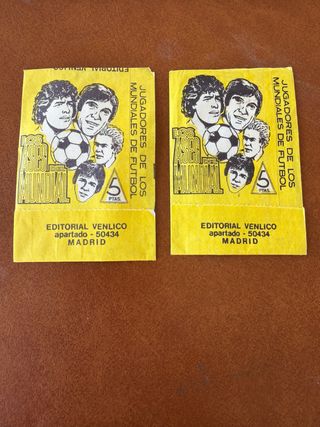 EDITORIAL VENLICO
JUGADORES DE LOS
MUNDIALES DE FUTBOL
MUNDIAL
5
PTAS.
EDITORIAL VENLICO
apartado - 50434
MADRID
JUGADORES DE LOS
MUNDIALES DE FUTBOL
MUNDIAL
5
PTAS.
EDITORIAL VENLICO
apartado - 50434
MADRID